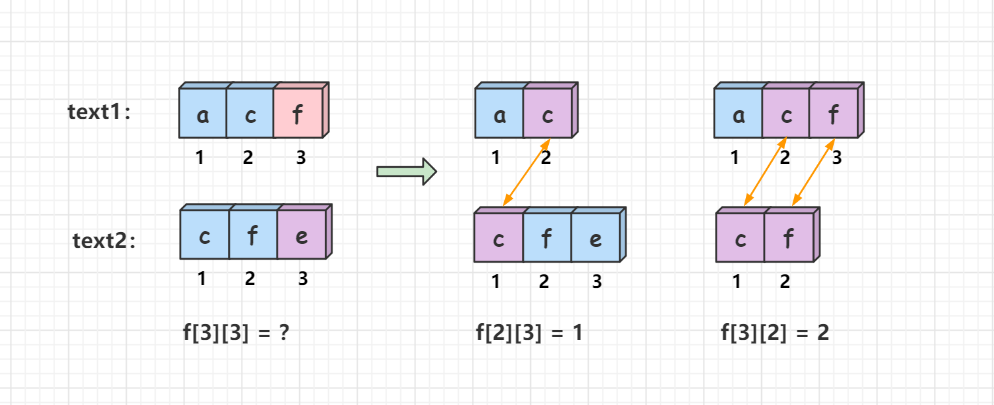 text1: a c f a c a c f
1 2 3 1 2 1 2 3
text2: c f e c f e c f
1 2 3 1 2 3 1 2
f[3][3] = ? f[2][3] = 1 f[3][2] = 2